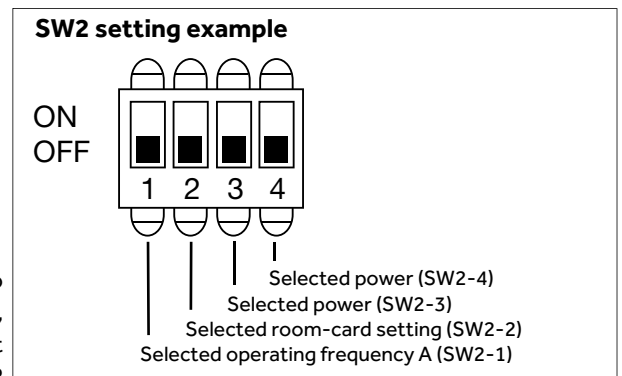 SW2 setting example
ON
OFF
1 2 3 4
Selected power (SW2-4)
Selected power (SW2-3)
Selected room-card setting (SW2-2)
Selected operating frequency A (SW2-1)